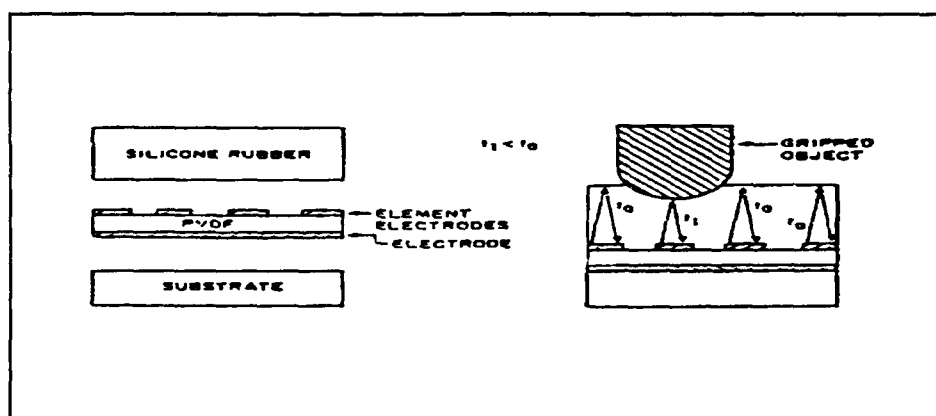 SILICONE RUBBER
ELEMENT
ELECTRODES
PVDF
ELECTRODE
SUBSTRATE
t₁ < t₀
GRIPPED
OBJECT
t₀
t₁
t₀
t₀